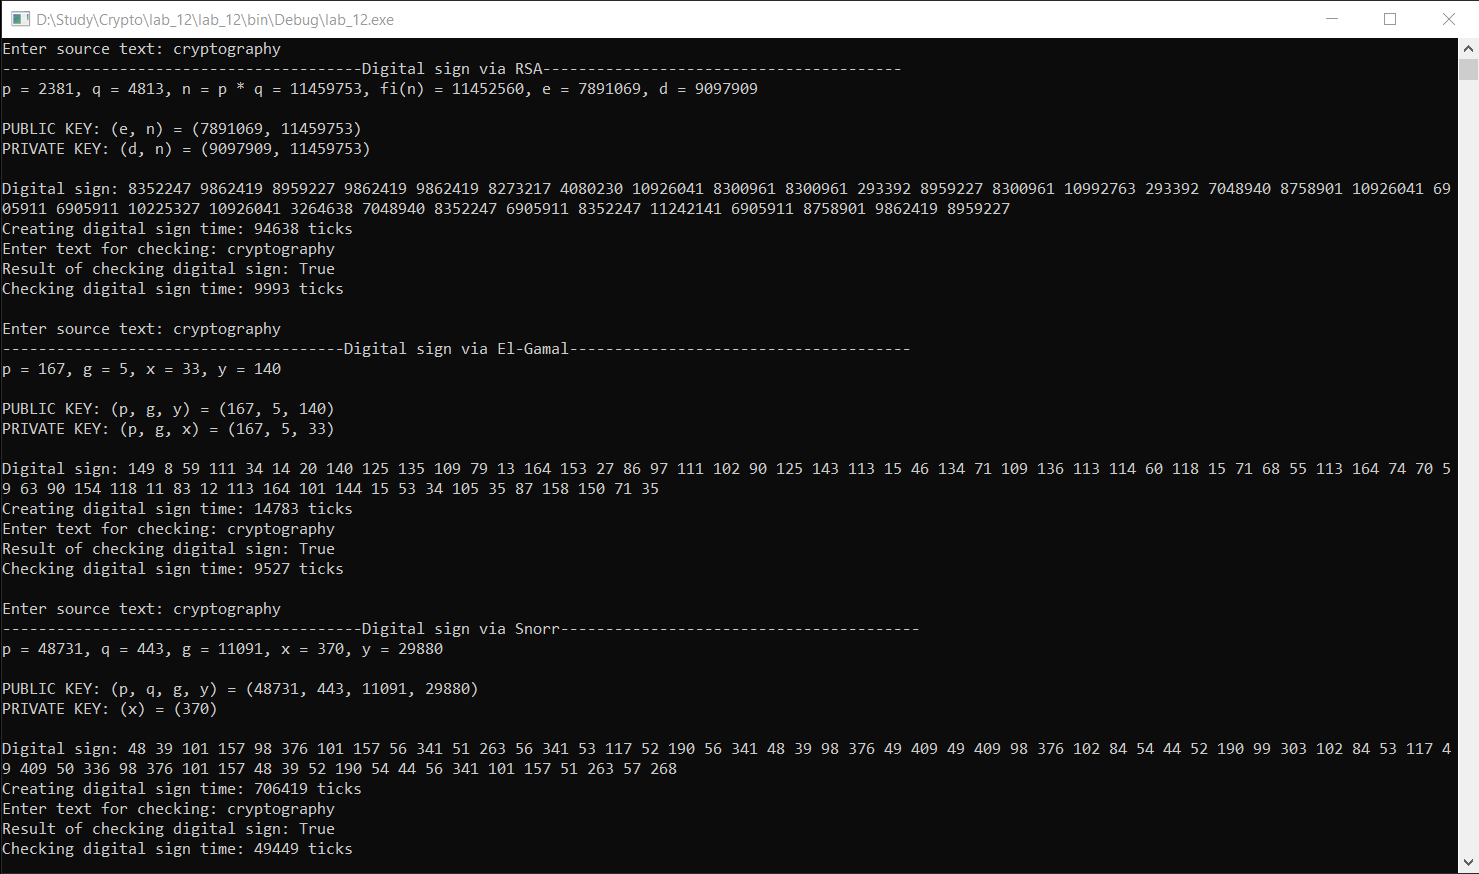 D:\Study\Crypto\lab_12\lab_12\bin\Debug\lab_12.exe
Enter source text: cryptography
----------------------------------------Digital sign via RSA----------------------------------------
p = 2381, q = 4813, n = p * q = 11459753, fi(n) = 11452560, e = 7891069, d = 9097909
PUBLIC KEY: (e, n) = (7891069, 11459753)
PRIVATE KEY: (d, n) = (9097909, 11459753)
Digital sign: 8352247 9862419 8959227 9862419 9862419 8273217 4080230 10926041 8300961 8300961 293392 8959227 8300961 10992763 293392 7048940 8758901 10926041 69
05911 6905911 10225327 10926041 3264638 7048940 8352247 6905911 8352247 11242141 6905911 8758901 9862419 8959227
Creating digital sign time: 94638 ticks
Enter text for checking: cryptography
Result of checking digital sign: True
Checking digital sign time: 9993 ticks
Enter source text: cryptography
--------------------------------------Digital sign via El-Gamal--------------------------------------
p = 167, g = 5, x = 33, y = 140
PUBLIC KEY: (p, g, y) = (167, 5, 140)
PRIVATE KEY: (p, g, x) = (167, 5, 33)
Digital sign: 149 8 59 111 34 14 20 140 125 135 109 79 13 164 153 27 86 97 111 102 90 125 143 113 15 46 134 71 109 136 113 114 60 118 15 71 68 55 113 164 74 70 5
9 63 90 154 118 11 83 12 113 164 101 144 15 53 34 105 35 87 158 150 71 35
Creating digital sign time: 14783 ticks
Enter text for checking: cryptography
Result of checking digital sign: True
Checking digital sign time: 9527 ticks
Enter source text: cryptography
----------------------------------------Digital sign via Snorr----------------------------------------
p = 48731, q = 443, g = 11091, x = 370, y = 29880
PUBLIC KEY: (p, q, g, y) = (48731, 443, 11091, 29880)
PRIVATE KEY: (x) = (370)
Digital sign: 48 39 101 157 98 376 101 157 56 341 51 263 56 341 53 117 52 190 56 341 48 39 98 376 49 409 49 409 98 376 102 84 54 44 52 190 99 303 102 84 53 117 4
9 409 50 336 98 376 101 157 48 39 52 190 54 44 56 341 101 157 51 263 57 268
Creating digital sign time: 706419 ticks
Enter text for checking: cryptography
Result of checking digital sign: True
Checking digital sign time: 49449 ticks